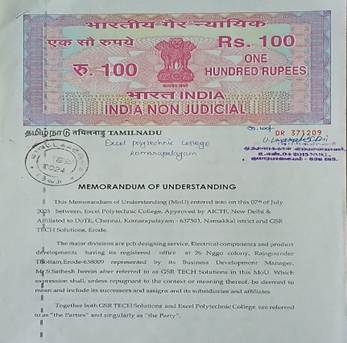 भारतीय गैर न्यायिक
एक सौ रुपये
Rs. 100
रु. 100
ONE
HUNDRED RUPEES
भारत INDIA
INDIA NON JUDICIAL
தமிழ்நாடு तमिलनाडु TAMILNADU
DR 371209
Excel polytechnic college
komarapalayam
2024
MEMORANDUM OF UNDERSTANDING
This Memorandum of Understanding (MoU) entered into on this 07th of July
between, Excel Polytechnic College, Approved by AICTE, New Delhi &
Affiliated to DoTE, Chennai, Komarapalayam - 637303, Namakkal district and GSR
TECH Solutions, Erode.
The major divisions are pcb designing service, Electrical components and product
developments having its registered office at 26 Nggo colony,
Thottam,Erode-638009 represented by its Business Development Manager,
Mr.S.Sathesh herein after referred to as GSR TECH Solutions in this MoU. Which
expression shall, unless repugnant to the context or meaning thereof, be deemed to
mean and include its successors and assigns and its subsidiaries and affiliates.
Together both GSR TECH Solutions and Excel Polytechnic College are referred
to as "the Parties" and singularly as "the Party".